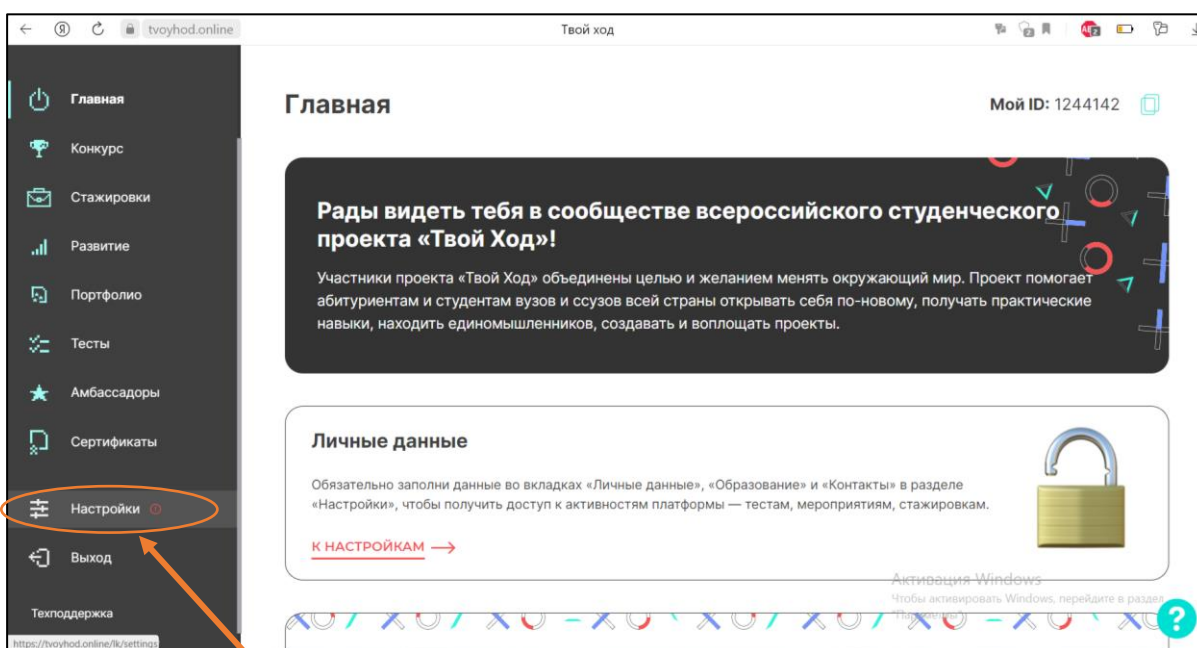 tvoyhod.online
Твой ход
Главная
Конкурс
Стажировки
Развитие
Портфолио
Тесты
Амбассадоры
Сертификаты
Настройки
Выход
Техподдержка
https://tvoyhod.online/lk/settings
Главная
Мой ID: 1244142
Рады видеть тебя в сообществе всероссийского студенческого
проекта «Твой Ход»!
Участники проекта «Твой Ход» объединены целью и желанием менять окружающий мир. Проект помогает
абитуриентам и студентам вузов и ссузов всей страны открывать себя по-новому, получать практические
навыки, находить единомышленников, создавать и воплощать проекты.
Личные данные
Обязательно заполни данные во вкладках «Личные данные», «Образование» и «Контакты» в разделе
«Настройки», чтобы получить доступ к активностям платформы — тестам, мероприятиям, стажировкам.
К НАСТРОЙКАМ
Активация Windows
Чтобы активировать Windows, перейдите в раздел
"Параметры".
?